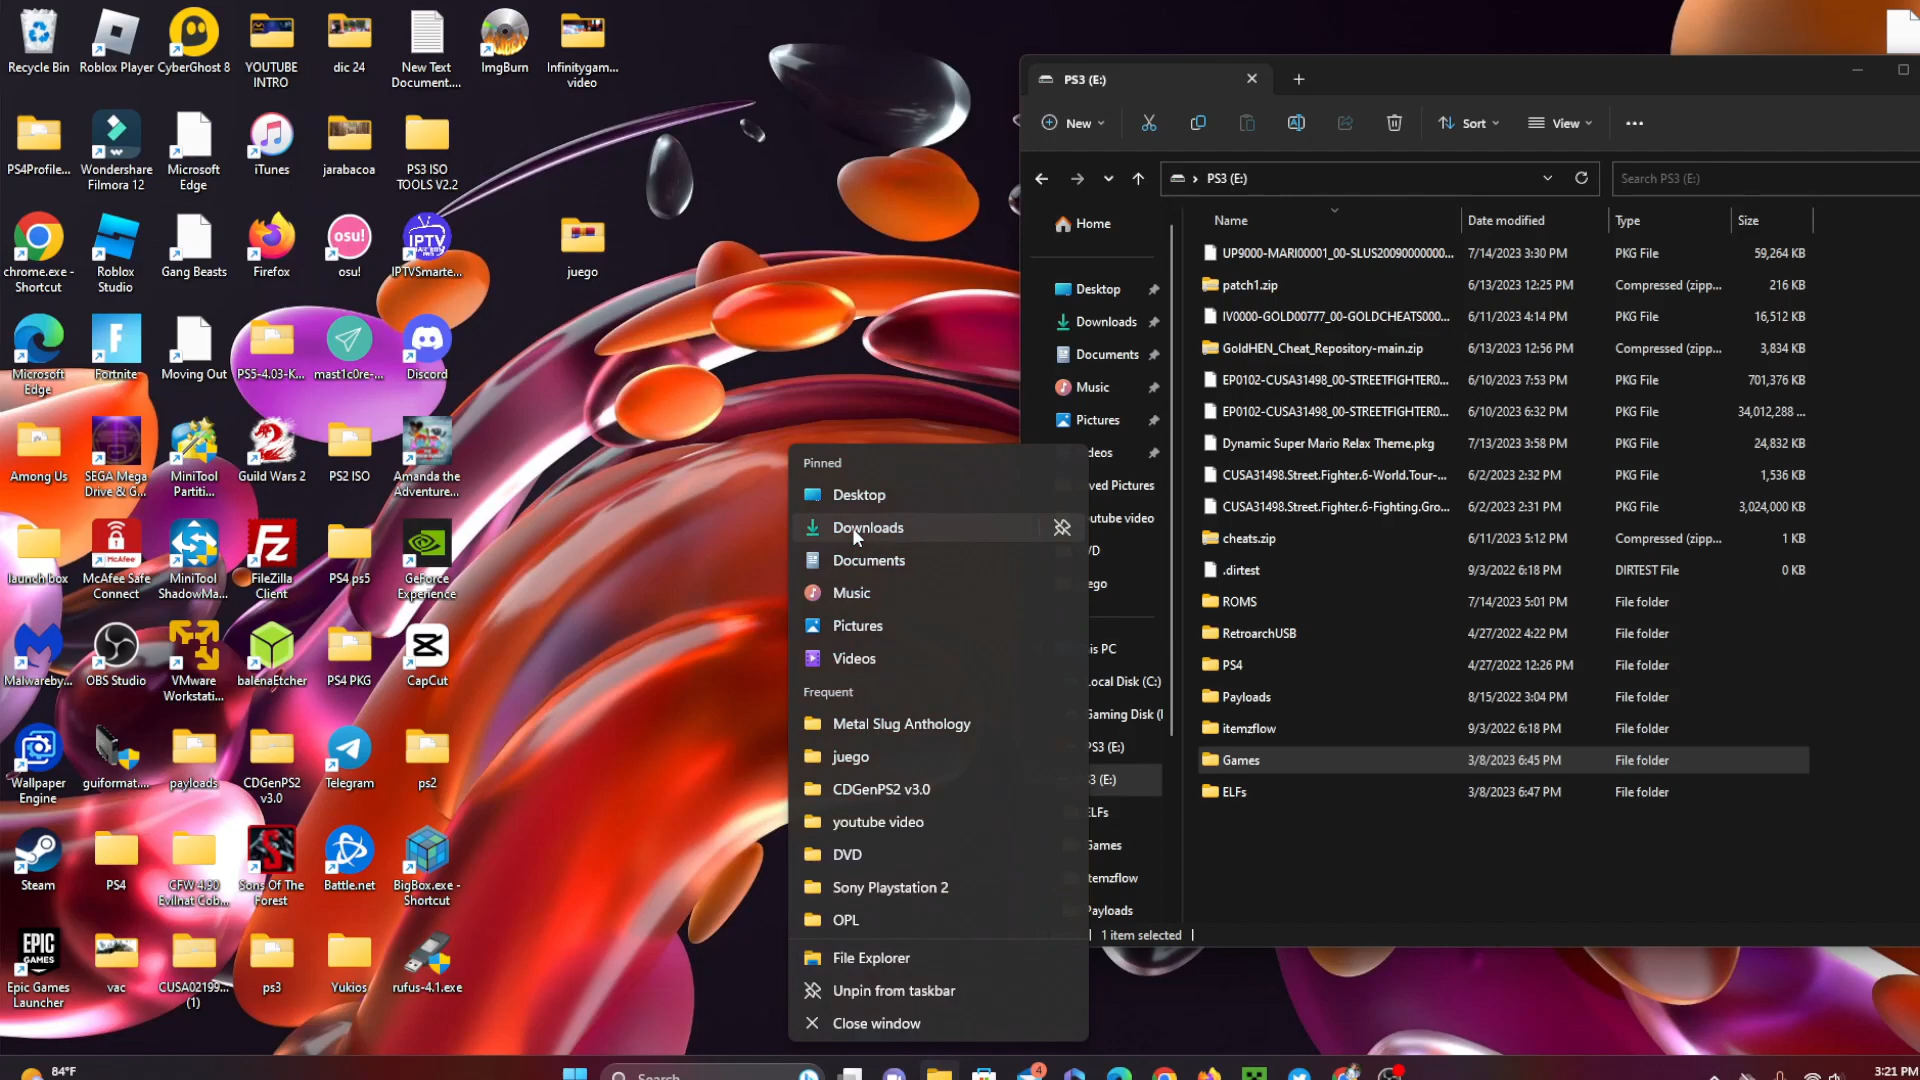 Recycle Bin
Roblox Player
CyberGhost 8
YOUTUBE
INTRO
dic 24
New Text
Document....
ImgBurn
Infinitygam...
video
PS4Profile...
Wondershare
Filmora 12
Microsoft
Edge
iTunes
jarabacoa
PS3 ISO
TOOLS V2.2
chrome.exe -
Shortcut
Roblox
Studio
Gang Beasts
Firefox
osu!
osu!
IPTV
IPTVSmarte...
juego
Microsoft
Edge
Fortnite
Moving Out
PS5-4.03-K...
mast1c0re-...
Discord
Among Us
SEGA Mega
Drive & G...
MiniTool
Partiti...
Guild Wars 2
PS2 ISO
Amanda the
Adventure...
launch box
McAfee Safe
Connect
MiniTool
ShadowMa...
FileZilla
Client
PS4 ps5
GeForce
Experience
Malwareby...
OBS Studio
VMware
Workstati...
balenaEtcher
PS4 PKG
CapCut
Wallpaper
Engine
guiformat...
payloads
CDGenPS2
v3.0
Telegram
ps2
Steam
PS4
CFW 4.90
Evilnat Cob...
Sons Of The
Forest
Battle.net
BigBox.exe -
Shortcut
EPIC
GAMES
Epic Games
Launcher
vac
CUSA02199...
(1)
ps3
Yukios
rufus-4.1.exe
PS3 (E:)
New
Sort
View
PS3 (E:)
Search PS3 (E:)
Home
Desktop
Downloads
Documents
Music
Pictures
deos
ved Pictures
outube video
VD
ego
is PC
Local Disk (C:)
Gaming Disk (I
PS3 (E:)
3 (E:)
ELFs
Games
temzflow
Payloads
Name Date modified Type Size
UP9000-MARI00001_00-SLUS20090000000... 7/14/2023 3:30 PM PKG File 59,264 KB
patch1.zip 6/13/2023 12:25 PM Compressed (zipp... 216 KB
IV0000-GOLD00777_00-GOLDCHEATS000... 6/11/2023 4:14 PM PKG File 16,512 KB
GoldHEN_Cheat_Repository-main.zip 6/13/2023 12:56 PM Compressed (zipp... 3,834 KB
EP0102-CUSA31498_00-STREETFIGHTER0... 6/10/2023 7:53 PM PKG File 701,376 KB
EP0102-CUSA31498_00-STREETFIGHTER0... 6/10/2023 6:32 PM PKG File 34,012,288 ...
Dynamic Super Mario Relax Theme.pkg 7/13/2023 3:58 PM PKG File 24,832 KB
CUSA31498.Street.Fighter.6-World.Tour-... 6/2/2023 2:32 PM PKG File 1,536 KB
CUSA31498.Street.Fighter.6-Fighting.Gro... 6/2/2023 2:31 PM PKG File 3,024,000 KB
cheats.zip 6/11/2023 5:12 PM Compressed (zipp... 1 KB
.dirtest 9/3/2022 6:18 PM DIRTEST File 0 KB
ROMS 7/14/2023 5:01 PM File folder
RetroarchUSB 4/27/2022 4:22 PM File folder
PS4 4/27/2022 12:26 PM File folder
Payloads 8/15/2022 3:04 PM File folder
itemzflow 9/3/2022 6:18 PM File folder
Games 3/8/2023 6:45 PM File folder
ELFs 3/8/2023 6:47 PM File folder
1 item selected
Pinned
Desktop
Downloads
Documents
Music
Pictures
Videos
Frequent
Metal Slug Anthology
juego
CDGenPS2 v3.0
youtube video
DVD
Sony Playstation 2
OPL
File Explorer
Unpin from taskbar
Close window
84°F
Search
4
3:21 PM